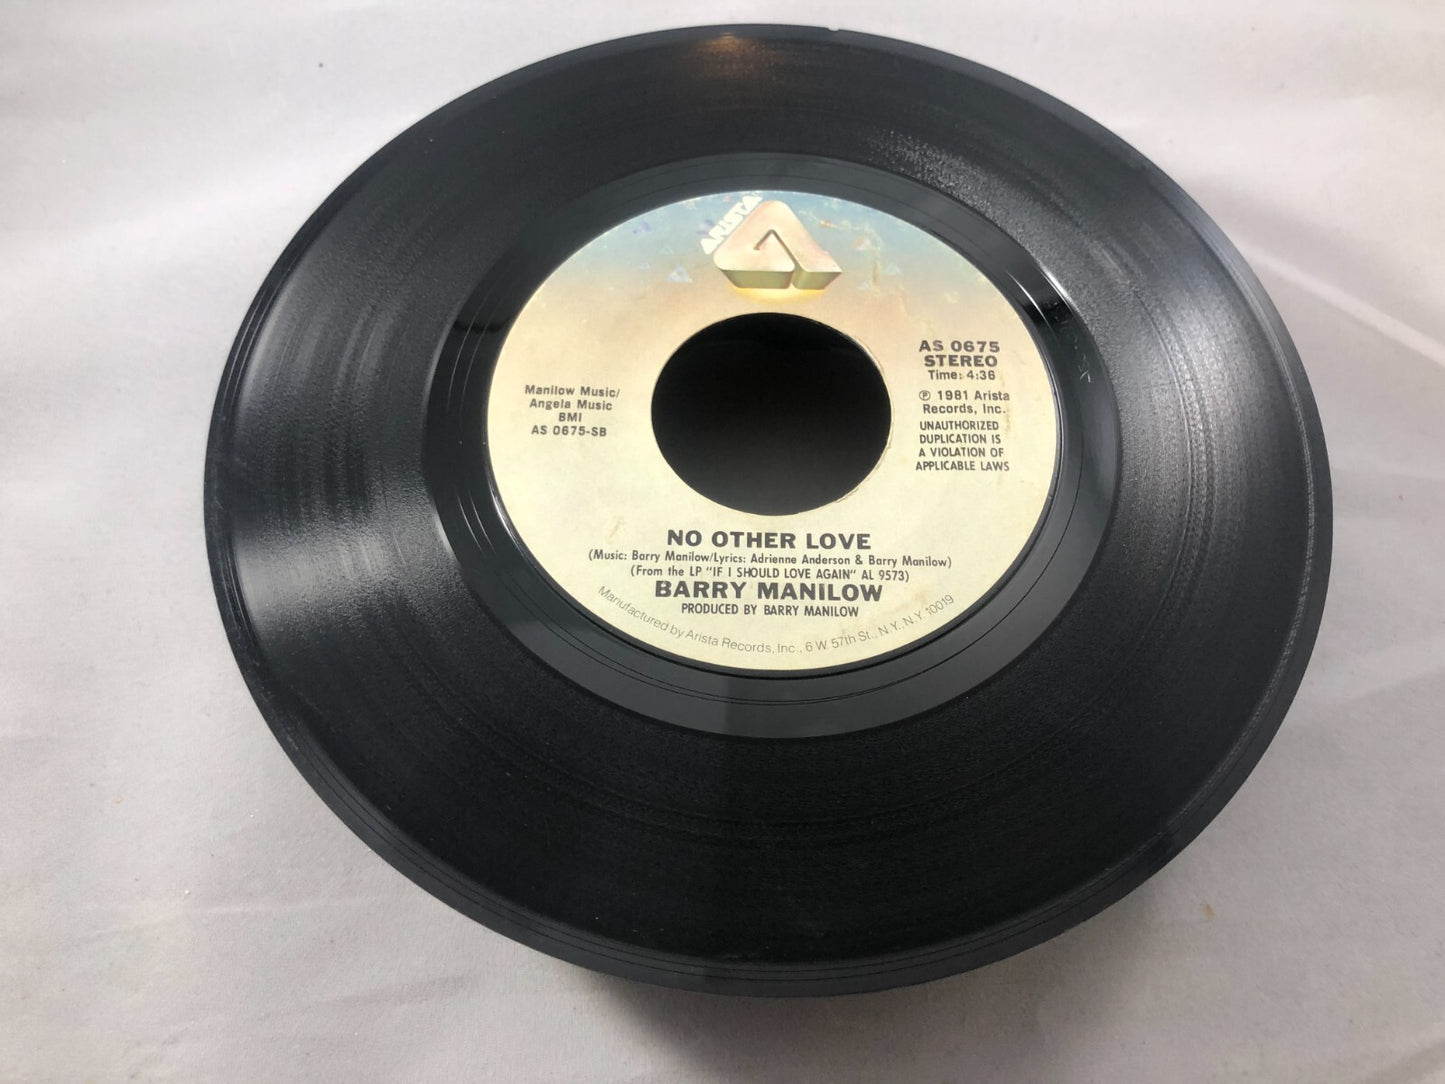 ARISTA
AS 0675
STEREO
Time: 4:36
℗ 1981 Arista
Records, Inc.
UNAUTHORIZED
DUPLICATION IS
A VIOLATION OF
APPLICABLE LAWS
Manilow Music/
Angela Music
BMI
AS 0675-SB
NO OTHER LOVE
(Music: Barry Manilow/Lyrics: Adrienne Anderson & Barry Manilow)
(From the LP "IF I SHOULD LOVE AGAIN" AL 9573)
BARRY MANILOW
PRODUCED BY BARRY MANILOW
Manufactured by Arista Records, Inc., 6 W. 57th St., N.Y., N.Y. 10019